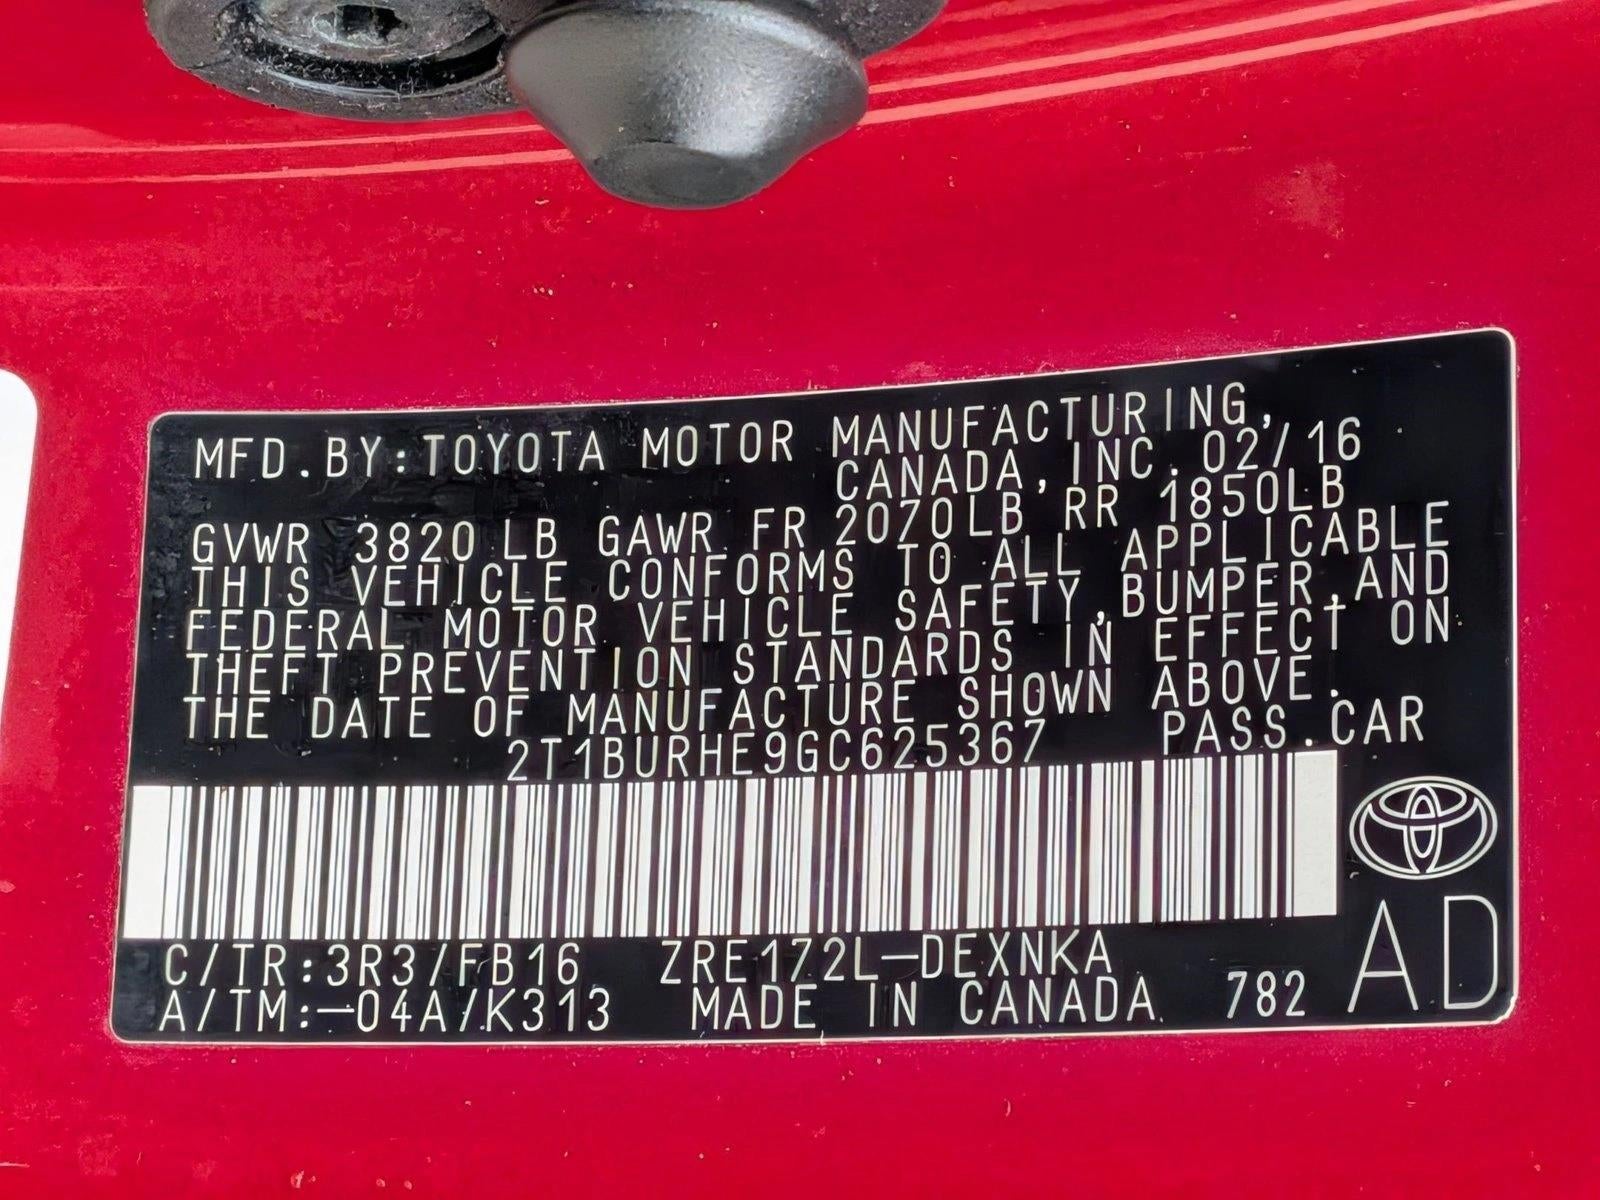 MFD.BY:TOYOTA MOTOR MANUFACTURING,
CANADA,INC.02/16
GVWR 3820 LB GAWR FR 2070LB RR 1850LB
THIS VEHICLE CONFORMS TO ALL APPLICABLE
FEDERAL MOTOR VEHICLE SAFETY,BUMPER,AND
THEFT PREVENTION STANDARDS IN EFFECT ON
THE DATE OF MANUFACTURE SHOWN ABOVE.
2T1BURHE9GC625367 PASS.CAR
C/TR:3R3/FB16 ZRE172L-DEXNKA
A/TM:-04A/K313 MADE IN CANADA 782
AD